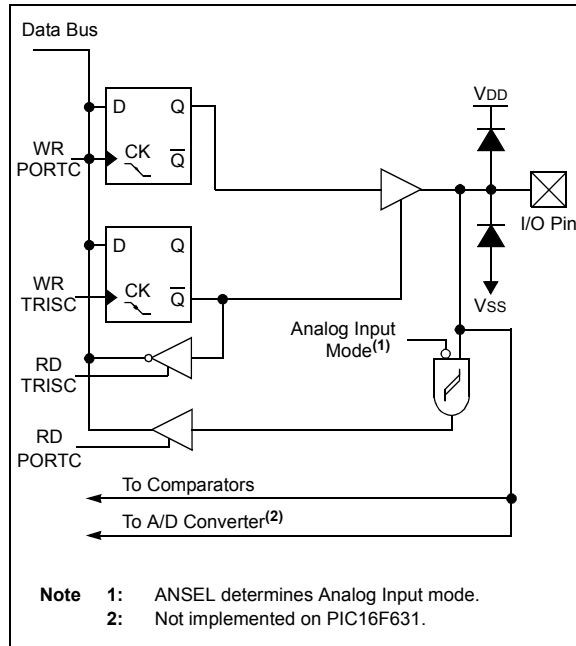 Data Bus
D Q
WR
PORTC
CK Q
VDD
I/O Pin
D Q
WR
TRISC
CK Q
VSS
Analog Input
Mode(1)
RD
TRISC
RD
PORTC
To Comparators
To A/D Converter(2)
Note 1: ANSEL determines Analog Input mode.
2: Not implemented on PIC16F631.